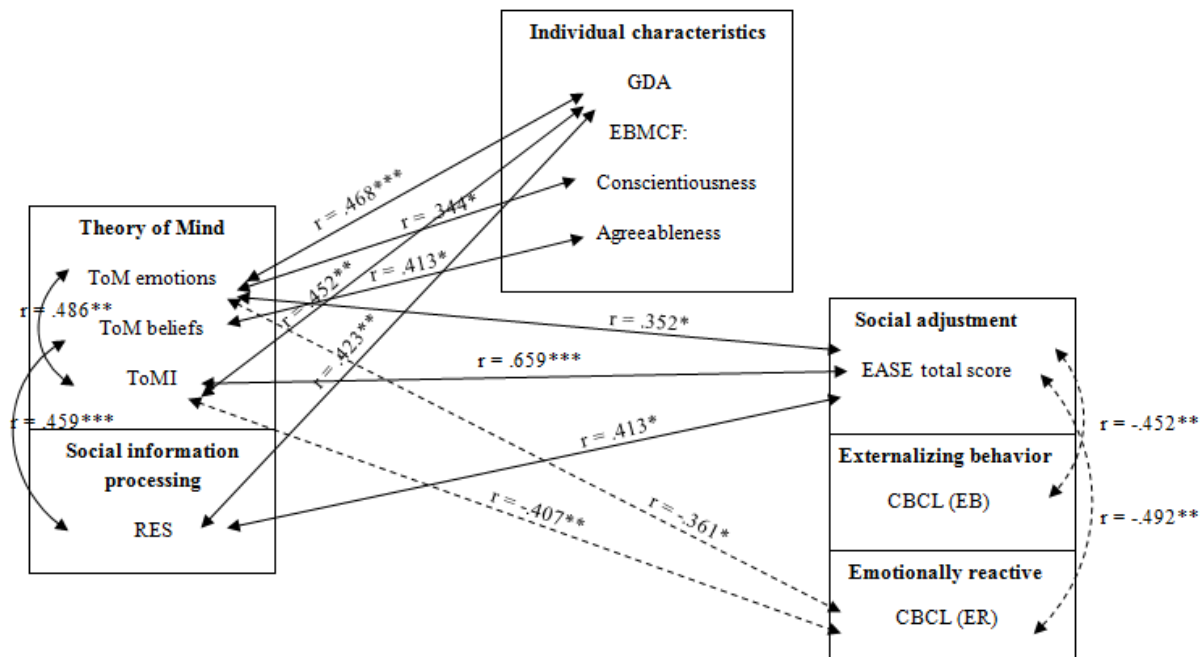 Individual characteristics
GDA
EBMCF:
Conscientiousness
Agreeableness
r = .468***
r = .344*
r = .452**
r = .413*
r = .423**
Theory of Mind
ToM emotions
r = .486**
ToM beliefs
ToMI
r = .459***
Social information
processing
RES
r = .352*
r = .659***
r = .413*
r = -.361*
r = -.407**
Social adjustment
EASE total score
r = -.452**
Externalizing behavior
CBCL (EB)
r = -.492**
Emotionally reactive
CBCL (ER)